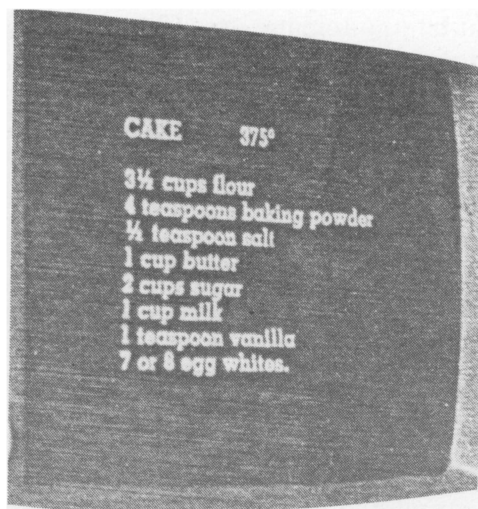 CAKE 375°
3½ cups flour
4 teaspoons baking powder
½ teaspoon salt
1 cup butter
2 cups sugar
1 cup milk
1 teaspoon vanilla
7 or 8 egg whites.